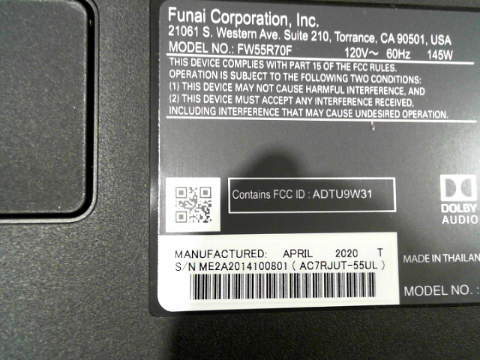 Funai Corporation, Inc.
21061 S. Western Ave. Suite 210, Torrance, CA 90501, USA
MODEL NO.: FW55R70F 120V～ 60Hz 145W
THIS DEVICE COMPLIES WITH PART 15 OF THE FCC RULES.
OPERATION IS SUBJECT TO THE FOLLOWING TWO CONDITIONS:
(1) THIS DEVICE MAY NOT CAUSE HARMFUL INTERFERENCE, AND
(2) THIS DEVICE MUST ACCEPT ANY INTERFERENCE RECEIVED,
INCLUDING INTERFERENCE THAT MAY CAUSE UNDESIRED OPERATION.
Contains FCC ID : ADTU9W31
DOLBY
AUDIO
MANUFACTURED: APRIL 2020 T
S/N ME2A2014100801 ( AC7RJUT-55UL )
MADE IN THAILAN
MODEL NO.: